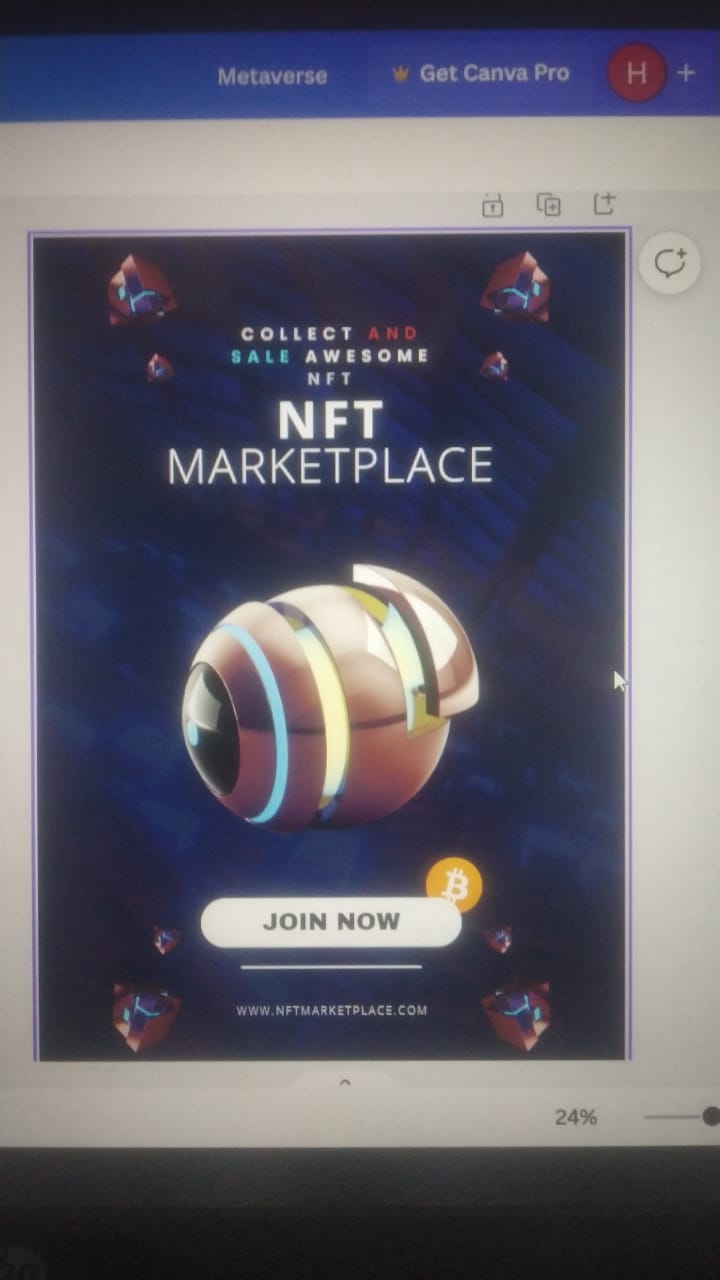 Metaverse
Get Canva Pro
H
COLLECT AND
SALE AWESOME
NFT
NFT
MARKETPLACE
JOIN NOW
WWW.NFTMARKETPLACE.COM
24%